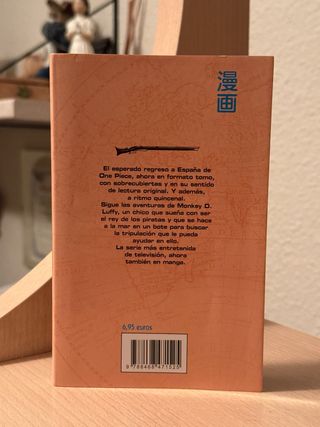 漫画
El esperado regreso a España de
One Piece, ahora en formato tomo,
con sobrecubiertas y en su sentido
de lectura original. Y además,
a ritmo quincenal.
Sigue las aventuras de Monkey D.
Luffy, un chico que sueña con ser
el rey de los piratas y que se hace
a la mar en un bote para buscar
la tripulación que le pueda
ayudar en ello.
La serie más entretenida
de televisión, ahora
también en manga.
6,95 euros
9 788468 471525